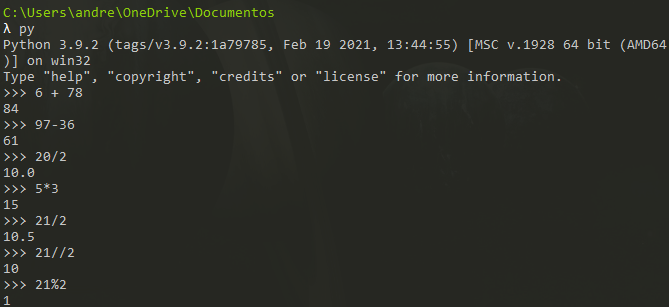 C:\Users\andre\OneDrive\Documentos
λ py
Python 3.9.2 (tags/v3.9.2:1a79785, Feb 19 2021, 13:44:55) [MSC v.1928 64 bit (AMD64
)] on win32
Type "help", "copyright", "credits" or "license" for more information.
>>> 6 + 78
84
>>> 97-36
61
>>> 20/2
10.0
>>> 5*3
15
>>> 21/2
10.5
>>> 21//2
10
>>> 21%2
1